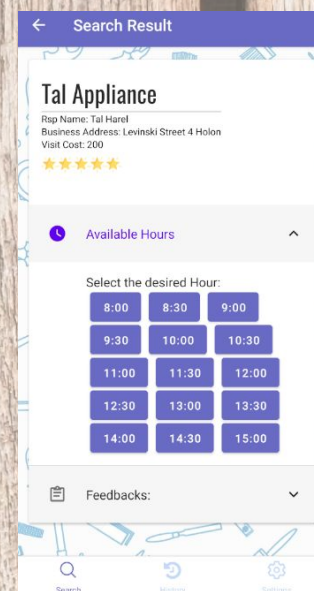 Search Result
Tal Appliance
Rsp Name: Tal Harel
Business Address: Levinski Street 4 Holon
Visit Cost: 200
Available Hours
Select the desired Hour:
8:00 8:30 9:00
9:30 10:00 10:30
11:00 11:30 12:00
12:30 13:00 13:30
14:00 14:30 15:00
Feedbacks:
Search History Settings